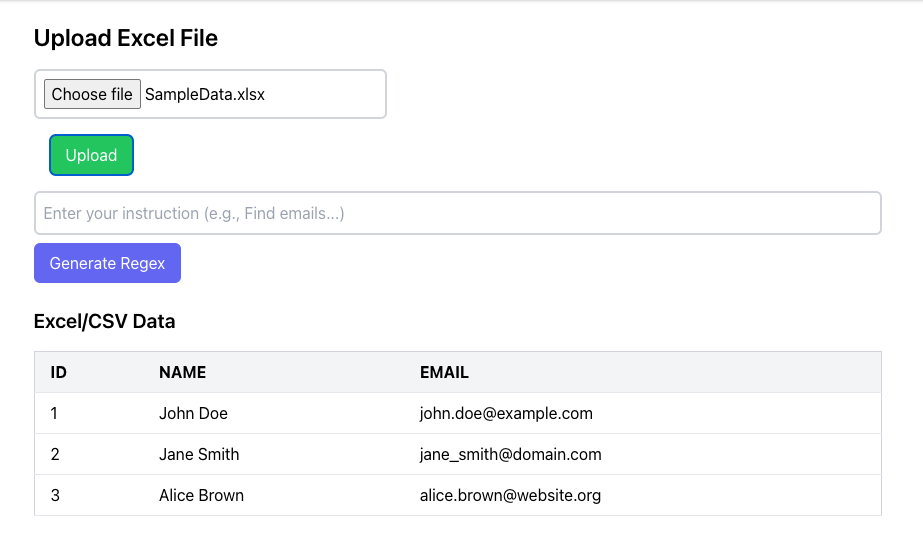 Upload Excel File
Choose file SampleData.xlsx
Upload
Enter your instruction (e.g., Find emails...)
Generate Regex
Excel/CSV Data
ID NAME EMAIL
1 John Doe john.doe@example.com
2 Jane Smith jane_smith@domain.com
3 Alice Brown alice.brown@website.org